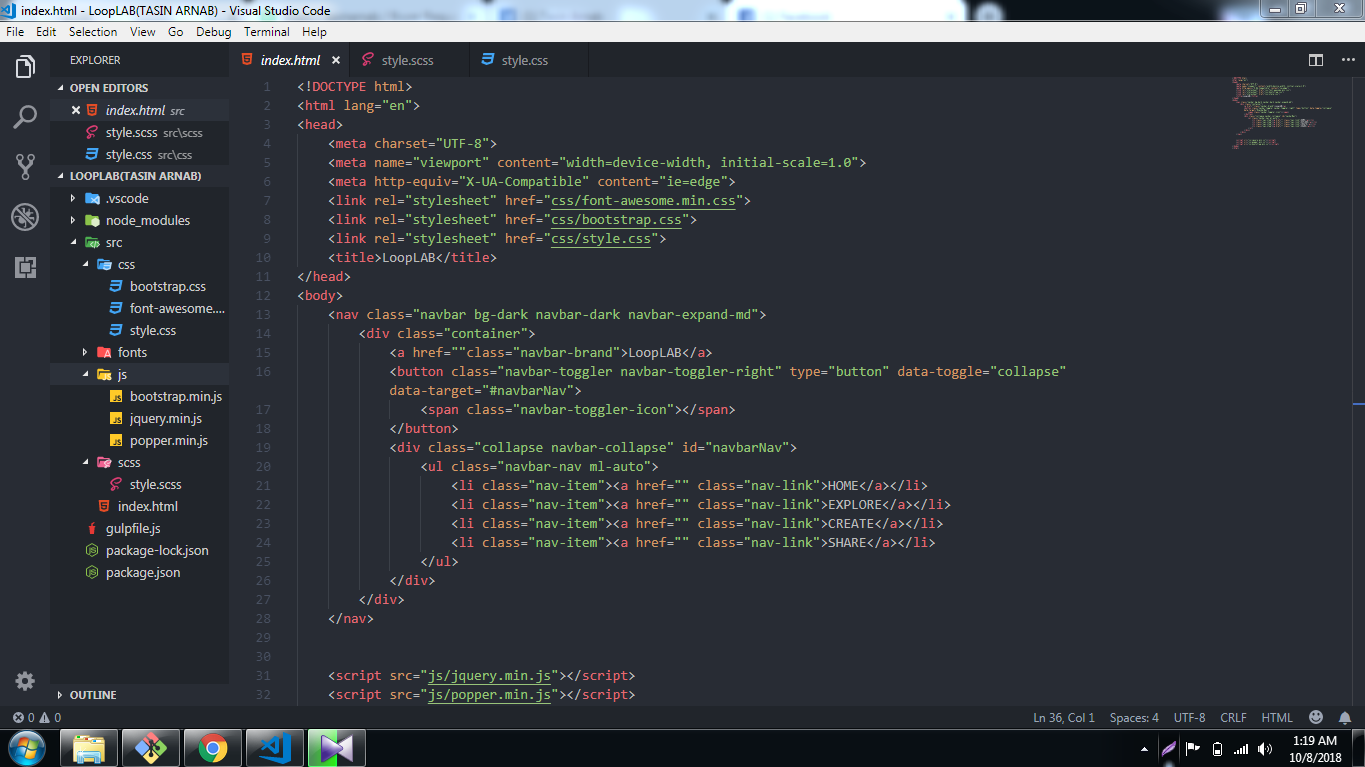 index.html - LoopLAB(TASIN ARNAB) - Visual Studio Code
File Edit Selection View Go Debug Terminal Help
EXPLORER
OPEN EDITORS
index.html src
style.scss src\scss
style.css src\css
LOOPLAB(TASIN ARNAB)
.vscode
node_modules
src
css
bootstrap.css
font-awesome....
style.css
fonts
js
bootstrap.min.js
jquery.min.js
popper.min.js
scss
style.scss
index.html
gulpfile.js
package-lock.json
package.json
OUTLINE
index.html style.scss style.css
1 <!DOCTYPE html>
2 <html lang="en">
3 <head>
4 <meta charset="UTF-8">
5 <meta name="viewport" content="width=device-width, initial-scale=1.0">
6 <meta http-equiv="X-UA-Compatible" content="ie=edge">
7 <link rel="stylesheet" href="css/font-awesome.min.css">
8 <link rel="stylesheet" href="css/bootstrap.css">
9 <link rel="stylesheet" href="css/style.css">
10 <title>LoopLAB</title>
11 </head>
12 <body>
13 <nav class="navbar bg-dark navbar-dark navbar-expand-md">
14 <div class="container">
15 <a href=""class="navbar-brand">LoopLAB</a>
16 <button class="navbar-toggler navbar-toggler-right" type="button" data-toggle="collapse"
data-target="#navbarNav">
17 <span class="navbar-toggler-icon"></span>
18 </button>
19 <div class="collapse navbar-collapse" id="navbarNav">
20 <ul class="navbar-nav ml-auto">
21 <li class="nav-item"><a href="" class="nav-link">HOME</a></li>
22 <li class="nav-item"><a href="" class="nav-link">EXPLORE</a></li>
23 <li class="nav-item"><a href="" class="nav-link">CREATE</a></li>
24 <li class="nav-item"><a href="" class="nav-link">SHARE</a></li>
25 </ul>
26 </div>
27 </div>
28 </nav>
29
30
31 <script src="js/jquery.min.js"></script>
32 <script src="js/popper.min.js"></script>
0 0 Ln 36, Col 1 Spaces: 4 UTF-8 CRLF HTML
1:19 AM
10/8/2018